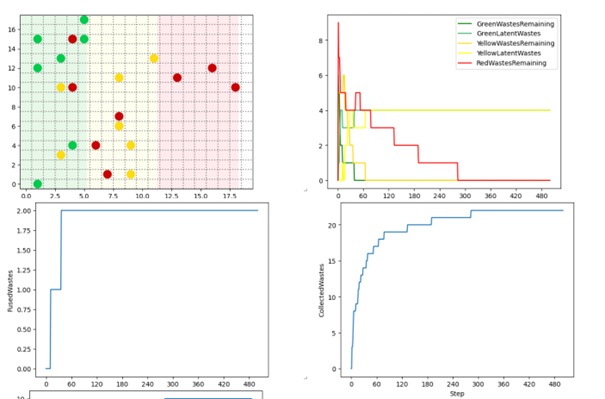 16
14
12
10
8
6
4
2
0
0.0 2.5 5.0 7.5 10.0 12.5 15.0 17.5
GreenWastesRemaining
GreenLatentWastes
YellowWastesRemaining
YellowLatentWastes
RedWastesRemaining
8
6
4
2
0
0 60 120 180 240 300 360 420 480
2.00
1.75
1.50
1.25
1.00
0.75
0.50
0.25
0.00
FusedWastes
0 60 120 180 240 300 360 420 480
20
15
10
5
0
CollectedWastes
0 60 120 180 240 300 360 420 480
Step
10